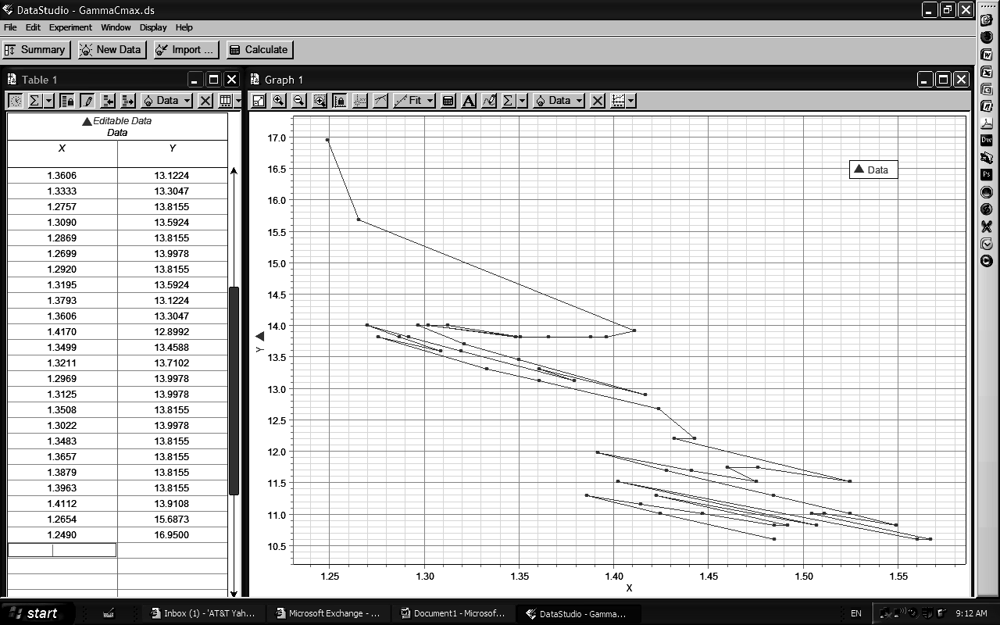 DataStudio - GammaCmax.ds
File Edit Experiment Window Display Help
Summary New Data Import ... Calculate
Table 1
Data
Editable Data
Data
X Y
1.3606 13.1224
1.3333 13.3047
1.2757 13.8155
1.3090 13.5924
1.2869 13.8155
1.2699 13.9978
1.2920 13.8155
1.3195 13.5924
1.3793 13.1224
1.3606 13.3047
1.4170 12.8992
1.3499 13.4588
1.3211 13.7102
1.2969 13.9978
1.3125 13.9978
1.3508 13.8155
1.3022 13.9978
1.3483 13.8155
1.3657 13.8155
1.3879 13.8155
1.3963 13.8155
1.4112 13.9108
1.2654 15.6873
1.2490 16.9500
Graph 1
Fit A Data
17.0
16.5
16.0
15.5
15.0
14.5
14.0
13.5
13.0
12.5
12.0
11.5
11.0
10.5
Y
Data
1.25 1.30 1.35 1.40 1.45 1.50 1.55
X
Dw
Ps
start
Inbox (1) - 'AT&T Yah...
Microsoft Exchange - ...
Document1 - Microsof...
DataStudio - Gamma...
EN
9:12 AM